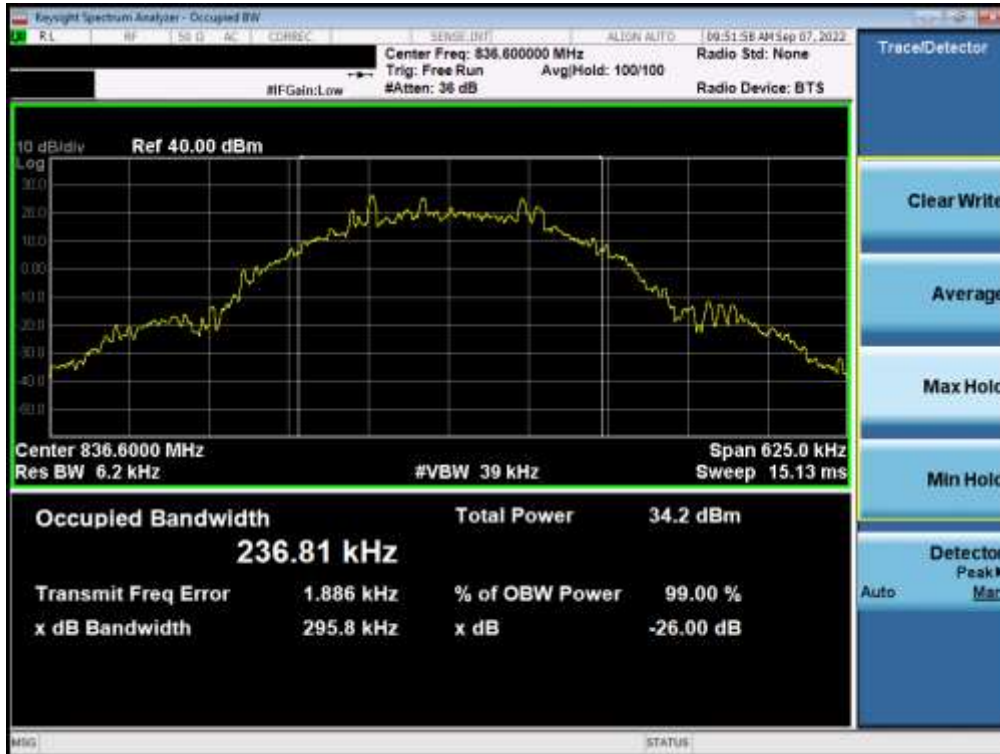 Keysight Spectrum Analyzer - Occupied BW
RL RF 50 Ω AC CORREC SENSE:INT ALIGN AUTO 09:51:58 AM Sep 07, 2022
Center Freq: 836.600000 MHz Radio Std: None
Trig: Free Run Avg|Hold: 100/100
#IFGain:Low #Atten: 36 dB Radio Device: BTS
Trace/Detector
10 dB/div Ref 40.00 dBm
Log
30.0
20.0
10.0
0.00
-10.0
-20.0
-30.0
-40.0
-50.0
Center 836.6000 MHz Span 625.0 kHz
Res BW 6.2 kHz #VBW 39 kHz Sweep 15.13 ms
Occupied Bandwidth Total Power 34.2 dBm
236.81 kHz
Transmit Freq Error 1.886 kHz % of OBW Power 99.00 %
x dB Bandwidth 295.8 kHz x dB -26.00 dB
Clear Write
Average
Max Hold
Min Hold
Detector
Peak
Auto Man
MSG STATUS